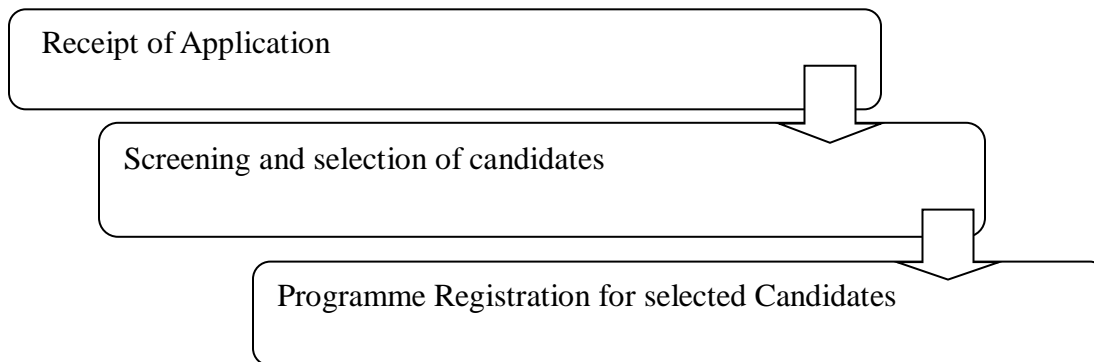 Receipt of Application
Screening and selection of candidates
Programme Registration for selected Candidates